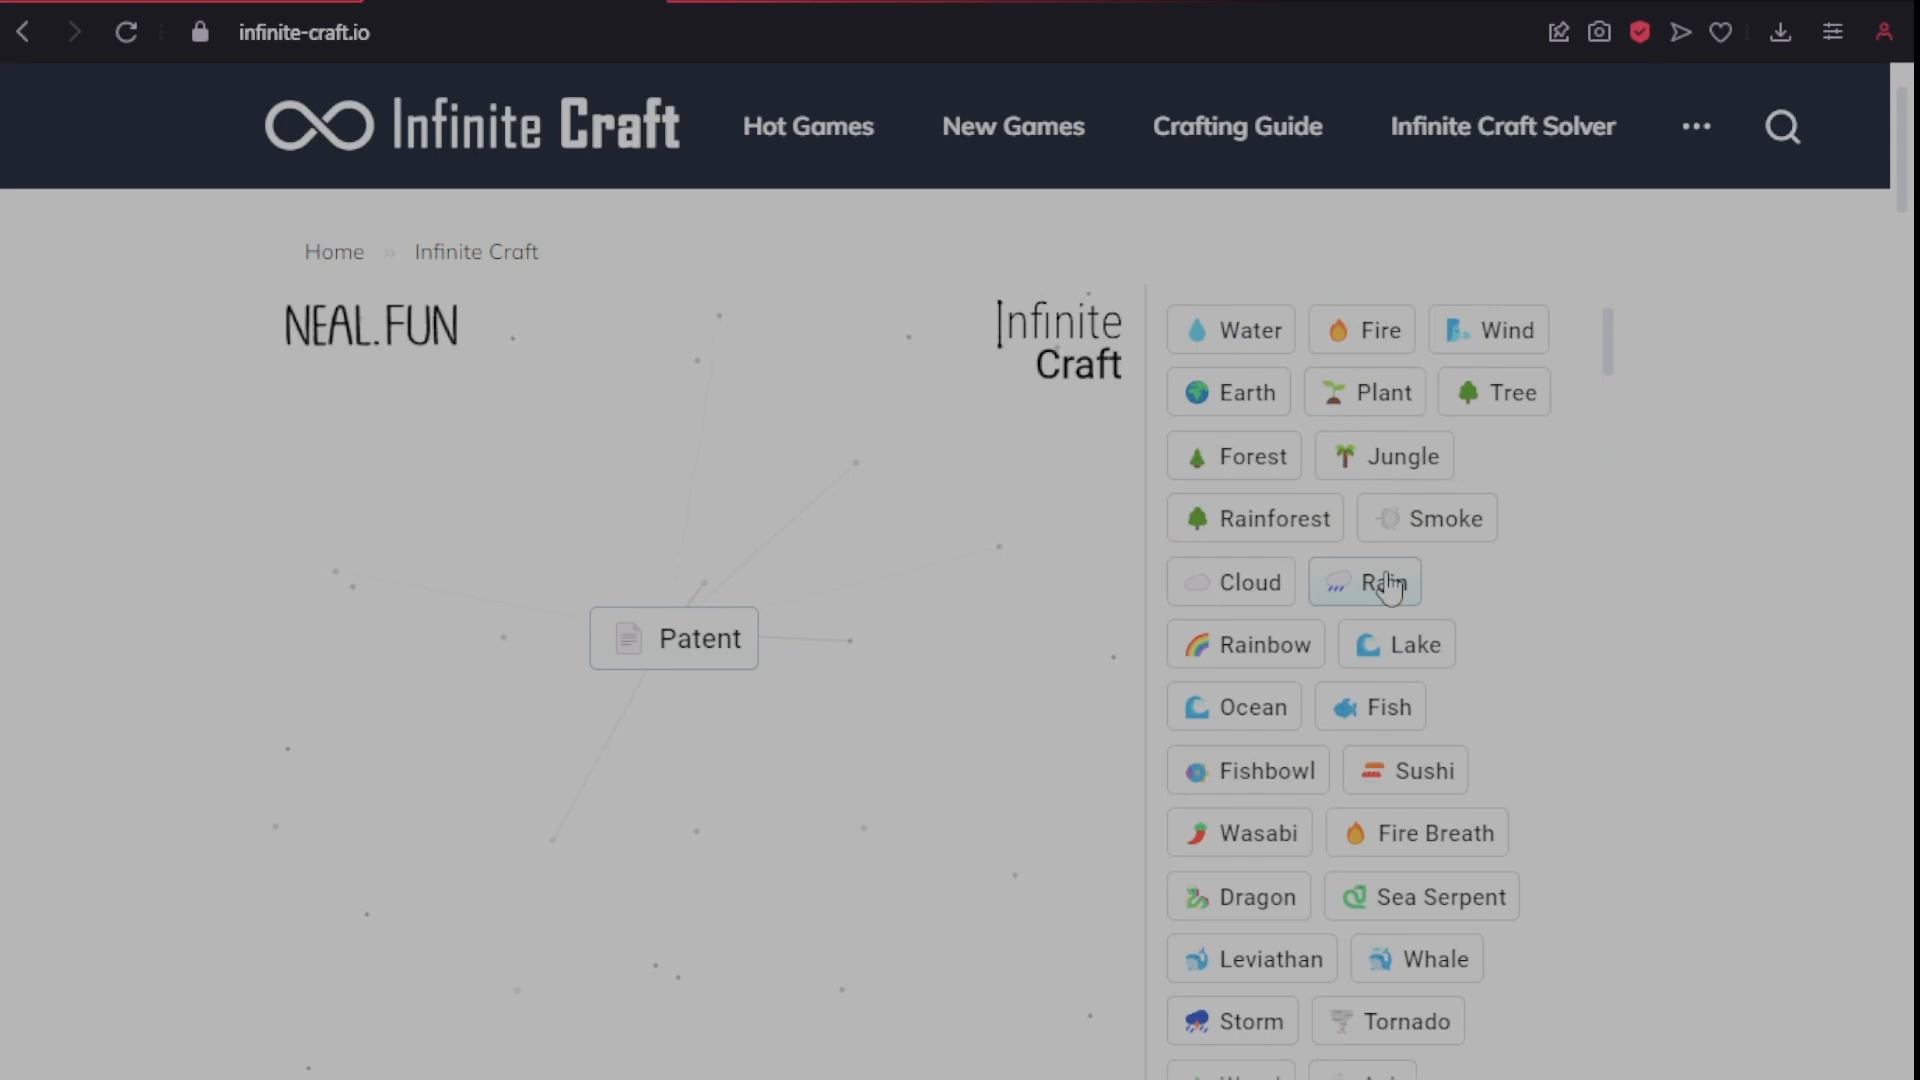 infinite-craft.io
Infinite Craft Hot Games New Games Crafting Guide Infinite Craft Solver ...
Home » Infinite Craft
NEAL.FUN
Infinite
Craft
Patent
Water Fire Wind
Earth Plant Tree
Forest Jungle
Rainforest Smoke
Cloud Rain
Rainbow Lake
Ocean Fish
Fishbowl Sushi
Wasabi Fire Breath
Dragon Sea Serpent
Leviathan Whale
Storm Tornado